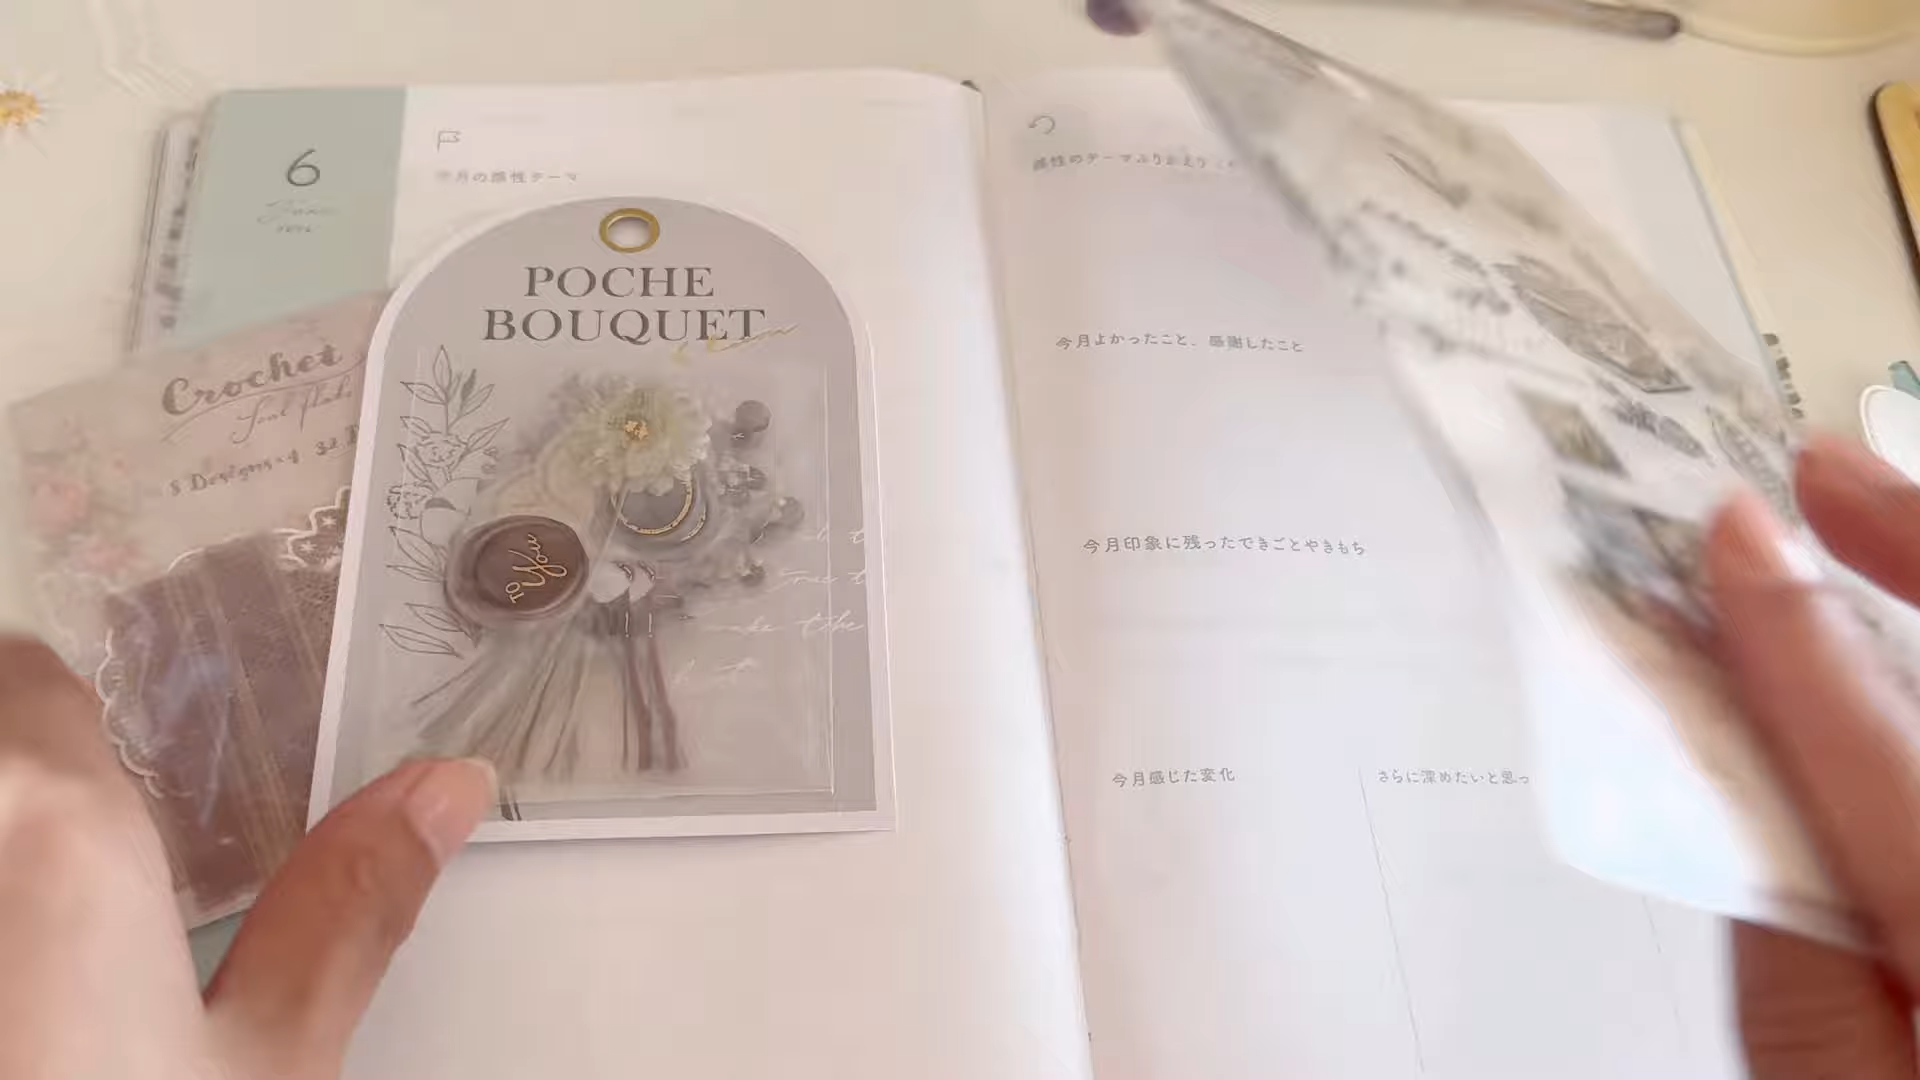 6
June
今月の感性テーマ
POCHE
BOUQUET
To You
Crochet
8 Designs×4
感性のテーマふりかえり
今月よかったこと、感謝したこと
今月印象に残ったできごとやきもち
今月感じた変化
さらに深めたいと思っ